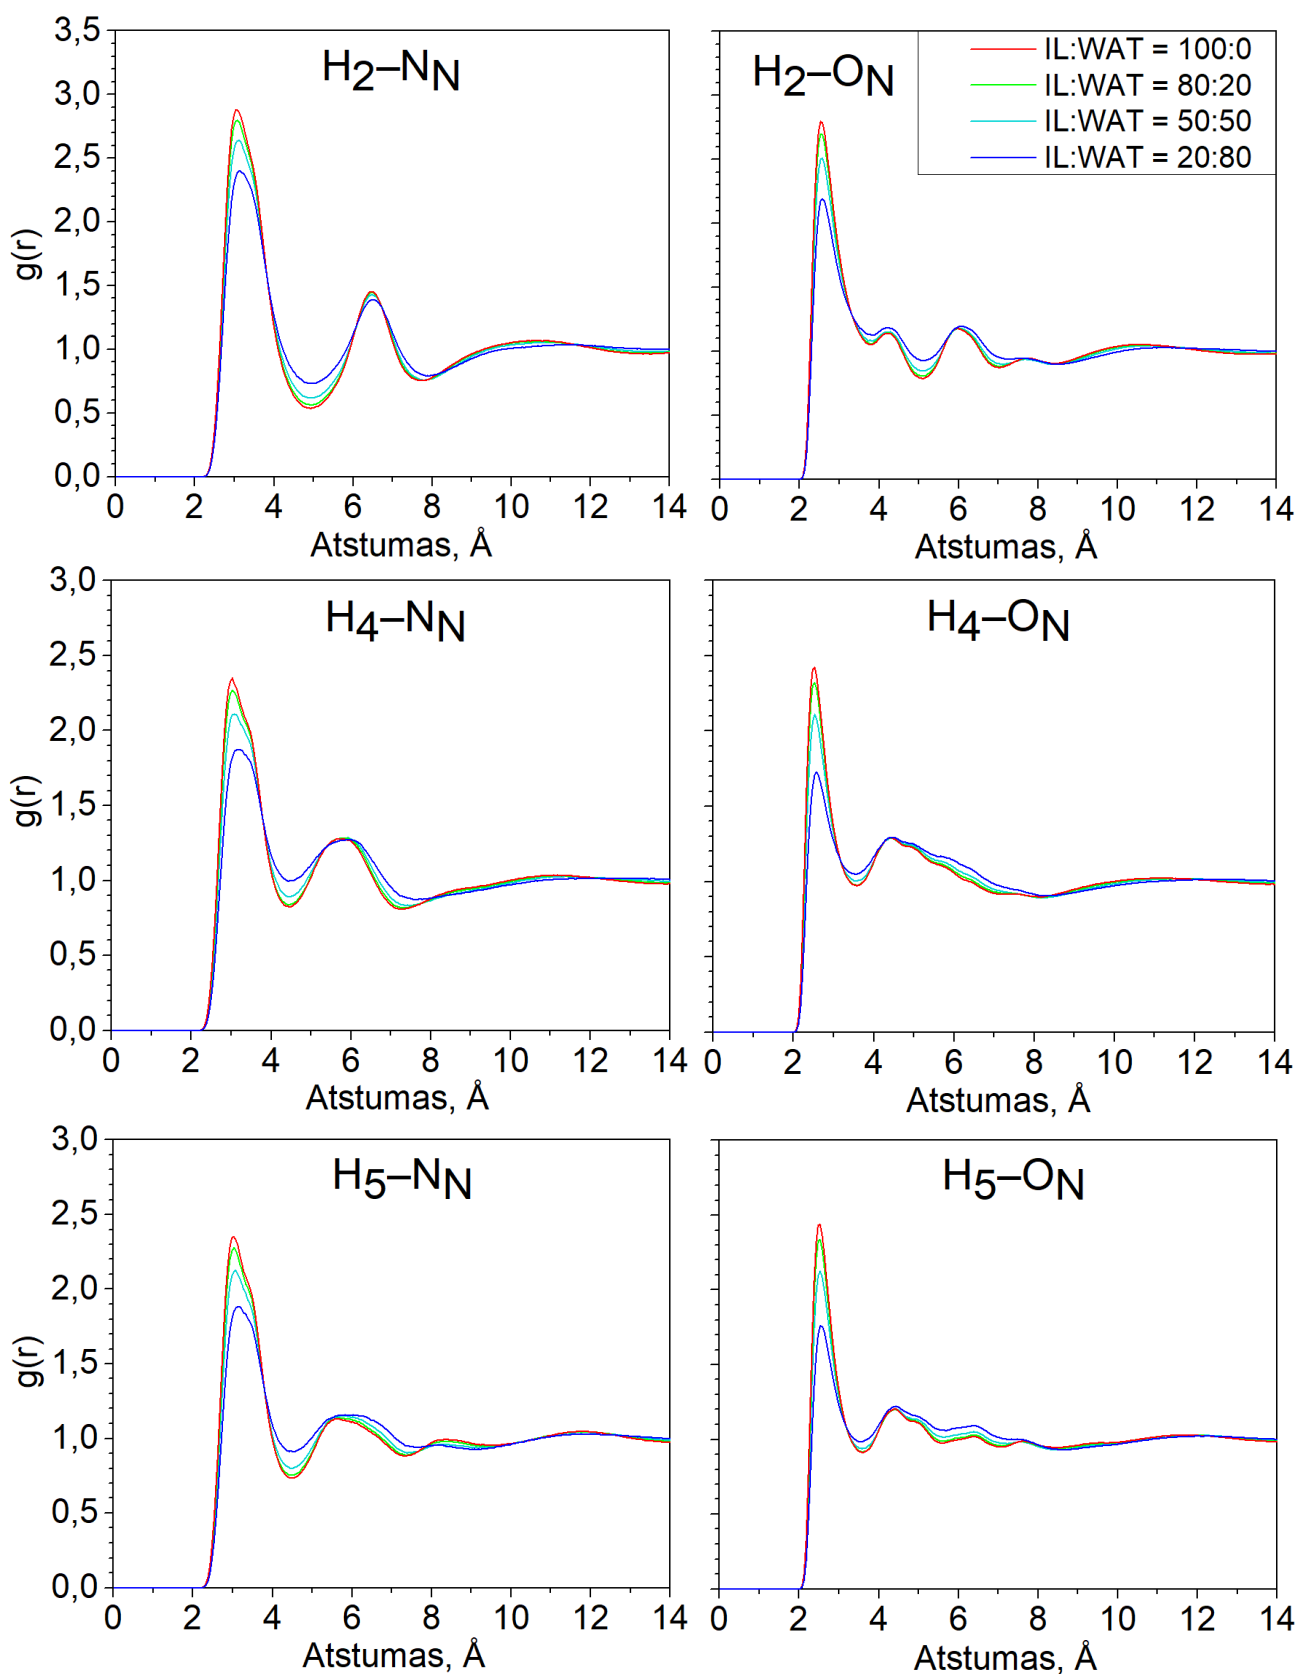 H2–NN
3,5
3,0
2,5
2,0
1,5
1,0
0,5
0,0
g(r)
0 2 4 6 8 10 12 14
Atstumas, Å
H2–ON
IL:WAT = 100:0
IL:WAT = 80:20
IL:WAT = 50:50
IL:WAT = 20:80
0 2 4 6 8 10 12 14
Atstumas, Å
H4–NN
3,0
2,5
2,0
1,5
1,0
0,5
0,0
g(r)
0 2 4 6 8 10 12 14
Atstumas, Å
H4–ON
0 2 4 6 8 10 12 14
Atstumas, Å
H5–NN
3,0
2,5
2,0
1,5
1,0
0,5
0,0
g(r)
0 2 4 6 8 10 12 14
Atstumas, Å
H5–ON
0 2 4 6 8 10 12 14
Atstumas, Å